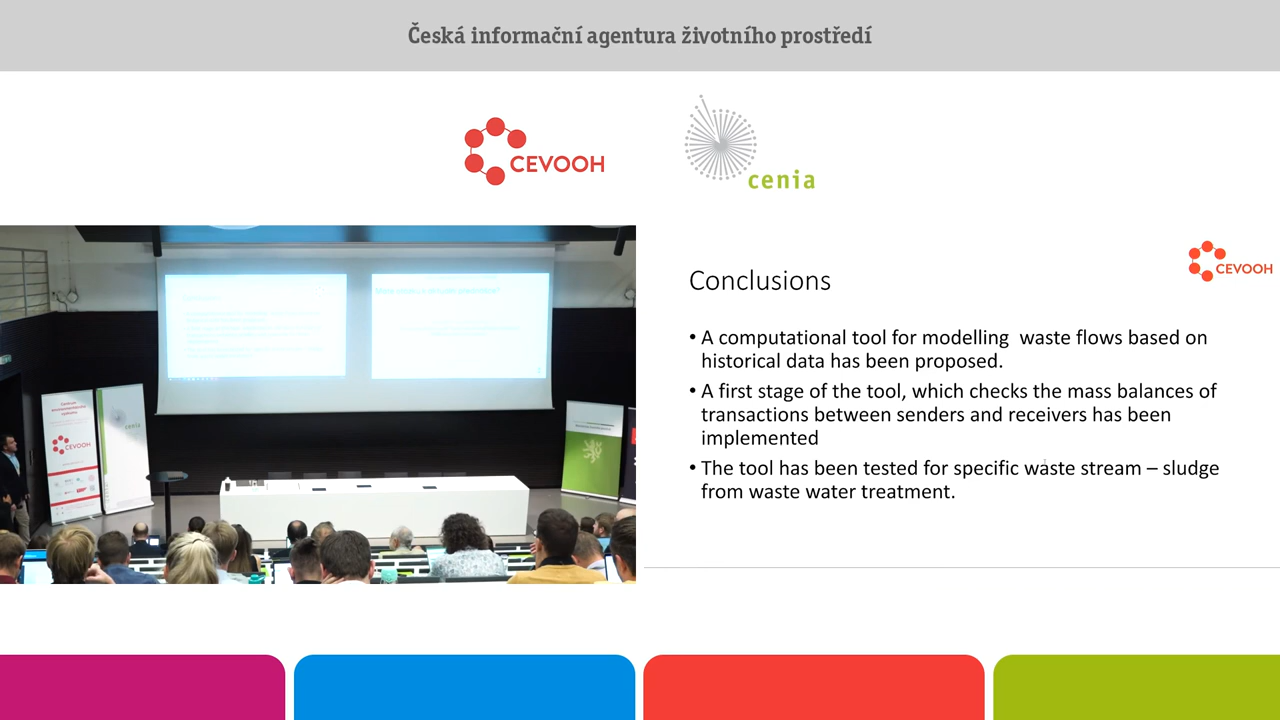 Česká informační agentura životního prostředí
CEVOOH
cenia
CEVOOH
Conclusions
• A computational tool for modelling waste flows based on
historical data has been proposed.
• A first stage of the tool, which checks the mass balances of
transactions between senders and receivers has been
implemented
• The tool has been tested for specific waste stream – sludge
from waste water treatment.
cenia
CEVOOH